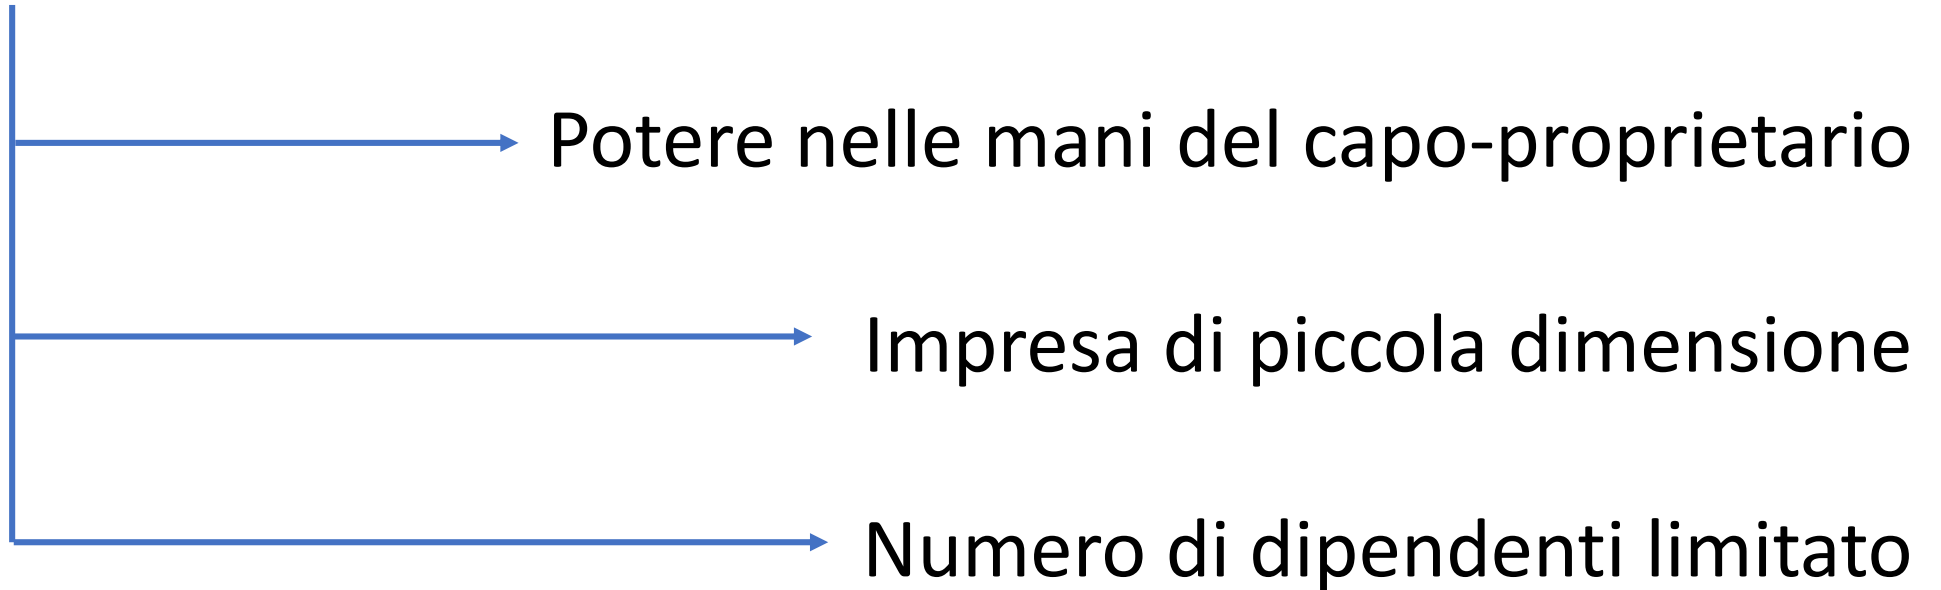 Potere nelle mani del capo-proprietario
Impresa di piccola dimensione
Numero di dipendenti limitato